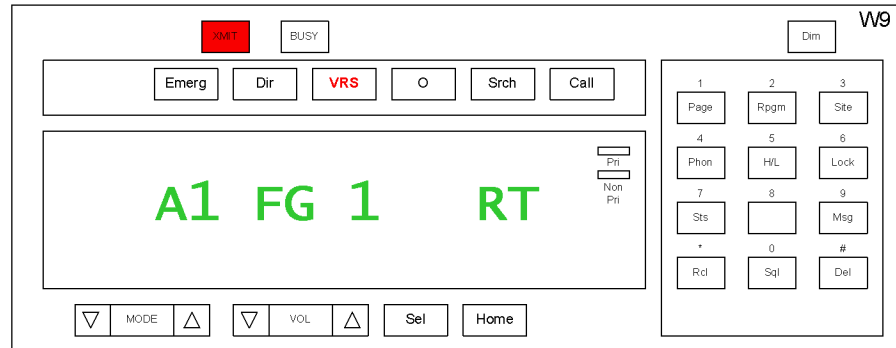 W9
XMIT BUSY Dim
Emerg Dir VRS O Srch Call
1 2 3
Page Rpgm Site
4 5 6
Phon H/L Lock
7 8 9
Sts Msg
* 0 #
Rcl Sql Del
Pri
Non
Pri
A1 FG 1 RT
MODE VOL Sel Home